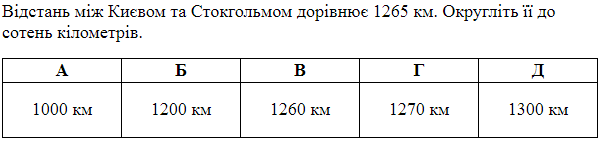 Відстань між Києвом та Стокгольмом дорівнює 1265 км. Округліть її до
сотень кілометрів.
А Б В Г Д
1000 км 1200 км 1260 км 1270 км 1300 км